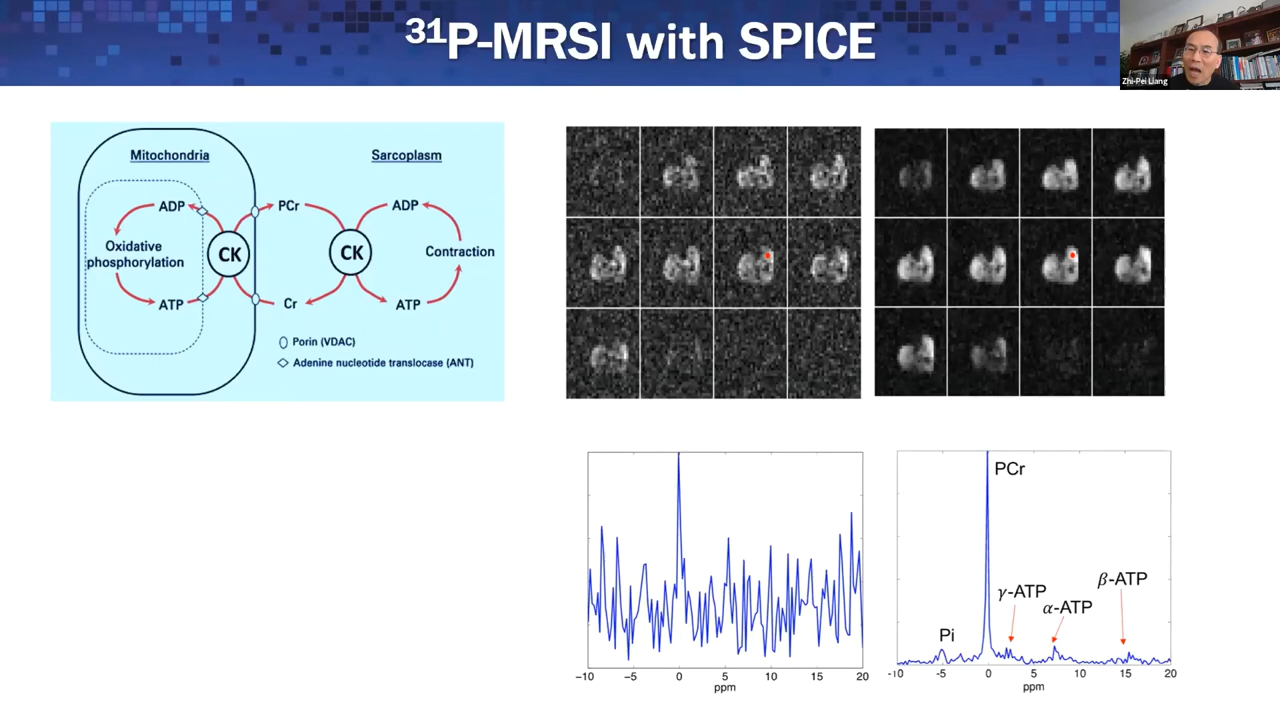 ³¹P-MRSI with SPICE
Zhi-Pei Liang
Mitochondria
Sarcoplasm
ADP
PCr
ADP
Oxidative
phosphorylation
CK
CK
Contraction
ATP
Cr
ATP
Porin (VDAC)
Adenine nucleotide translocase (ANT)
−10 −5 0 5 10 15 20
ppm
PCr
γ-ATP
α-ATP
β-ATP
Pi
-10 -5 0 5 10 15 20
ppm